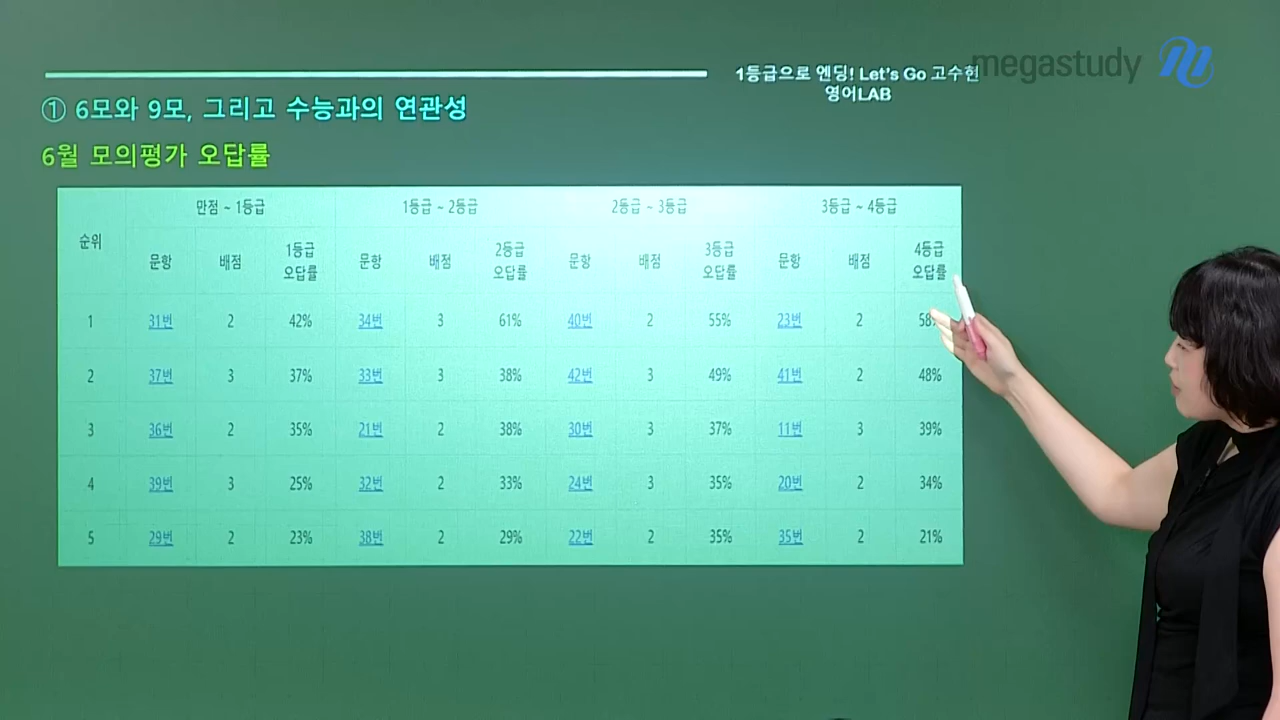 megastudy
1등급으로 엔딩! Let's Go 고수현
영어LAB
① 6모와 9모, 그리고 수능과의 연관성
6월 모의평가 오답률
순위 만점 ~ 1등급 1등급 ~ 2등급 2등급 ~ 3등급 3등급 ~ 4등급
문항 배점 1등급 오답률 문항 배점 2등급 오답률 문항 배점 3등급 오답률 문항 배점 4등급 오답률
1 31번 2 42% 34번 3 61% 40번 2 55% 23번 2 58
2 37번 3 37% 33번 3 38% 42번 3 49% 41번 2 48%
3 36번 2 35% 21번 2 38% 30번 3 37% 11번 3 39%
4 39번 3 25% 32번 2 33% 24번 3 35% 20번 2 34%
5 29번 2 23% 38번 2 29% 22번 2 35% 35번 2 21%